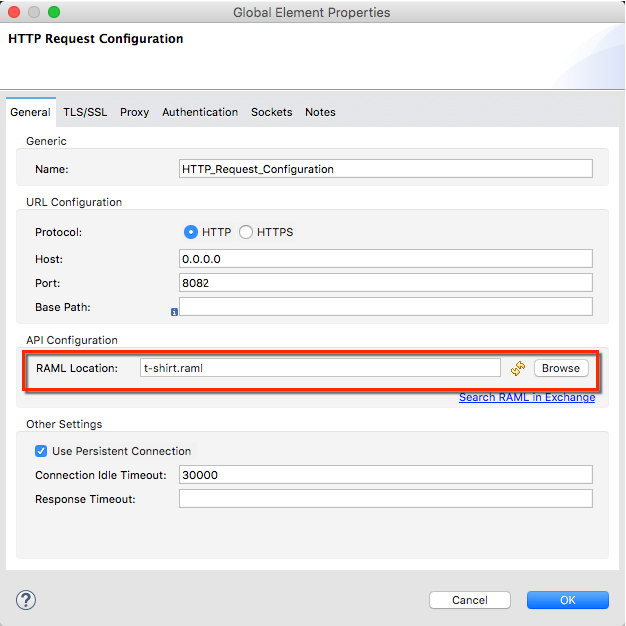 Global Element Properties
HTTP Request Configuration
General TLS/SSL Proxy Authentication Sockets Notes
Generic
Name: HTTP_Request_Configuration
URL Configuration
Protocol: HTTP HTTPS
Host: 0.0.0.0
Port: 8082
Base Path:
API Configuration
RAML Location: t-shirt.raml Browse
Search RAML in Exchange
Other Settings
Use Persistent Connection
Connection Idle Timeout: 30000
Response Timeout:
? Cancel OK